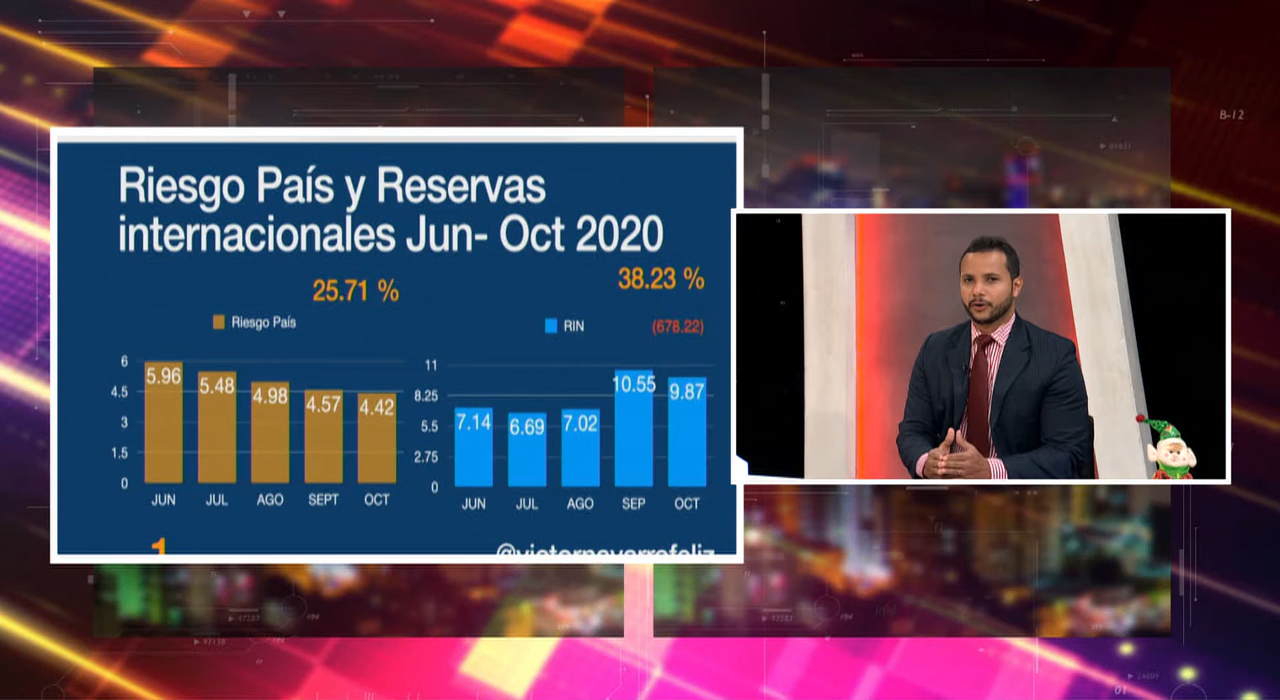 B-12
Riesgo País y Reservas
internacionales Jun- Oct 2020
25.71 %
38.23 %
Riesgo País
RIN
(678.22)
6
4.5
3
1.5
0
5.96
5.48
4.98
4.57
4.42
JUN
JUL
AGO
SEPT
OCT
11
8.25
5.5
2.75
0
7.14
6.69
7.02
10.55
9.87
JUN
JUL
AGO
SEP
OCT
1
@victornavarrofeliz